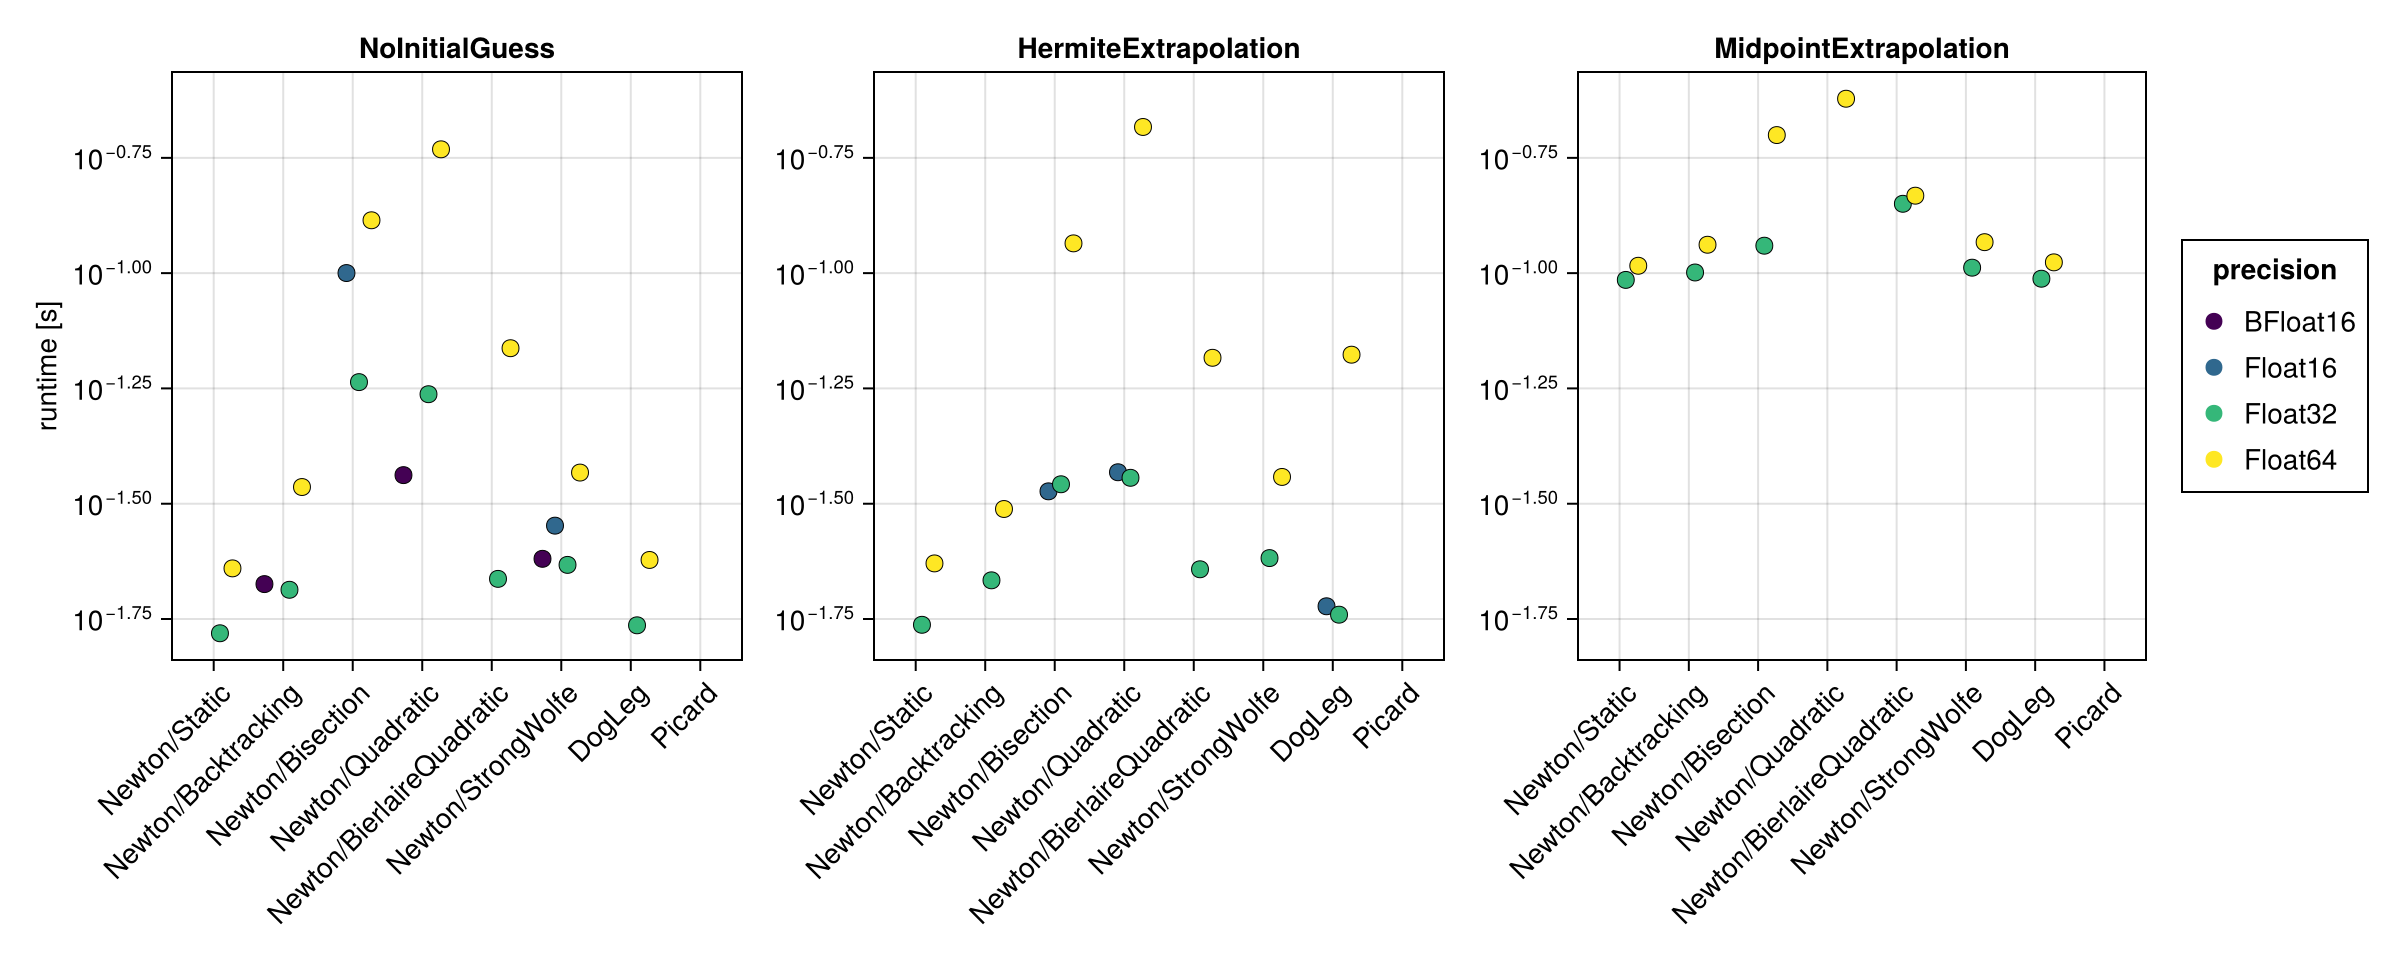 NoInitialGuess
HermiteExtrapolation
MidpointExtrapolation
runtime [s]
10^−0.75
10^−1.00
10^−1.25
10^−1.50
10^−1.75
Newton/Static
Newton/Backtracking
Newton/Bisection
Newton/Quadratic
Newton/BierlaireQuadratic
Newton/StrongWolfe
DogLeg
Picard
10^−0.75
10^−1.00
10^−1.25
10^−1.50
10^−1.75
Newton/Static
Newton/Backtracking
Newton/Bisection
Newton/Quadratic
Newton/BierlaireQuadratic
Newton/StrongWolfe
DogLeg
Picard
10^−0.75
10^−1.00
10^−1.25
10^−1.50
10^−1.75
Newton/Static
Newton/Backtracking
Newton/Bisection
Newton/Quadratic
Newton/BierlaireQuadratic
Newton/StrongWolfe
DogLeg
Picard
precision
BFloat16
Float16
Float32
Float64